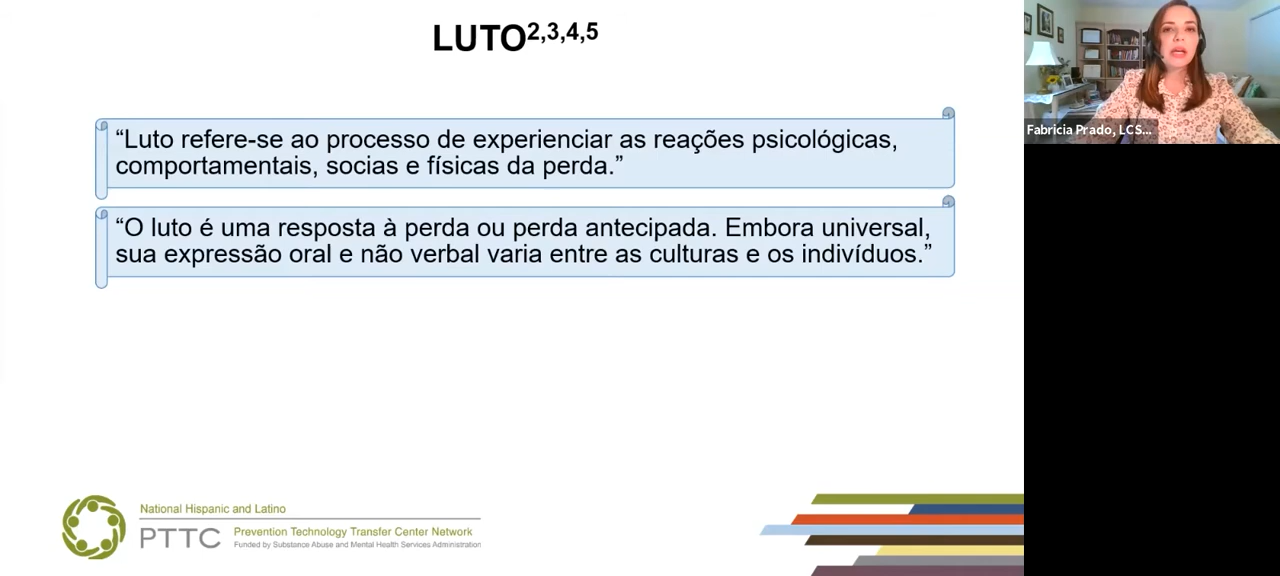 LUTO2,3,4,5
“Luto refere-se ao processo de experienciar as reações psicológicas,
comportamentais, socias e físicas da perda.”
“O luto é uma resposta à perda ou perda antecipada. Embora universal,
sua expressão oral e não verbal varia entre as culturas e os indivíduos.”
Fabricia Prado, LCS...
National Hispanic and Latino
PTTC
Prevention Technology Transfer Center Network
Funded by Substance Abuse and Mental Health Services Administration